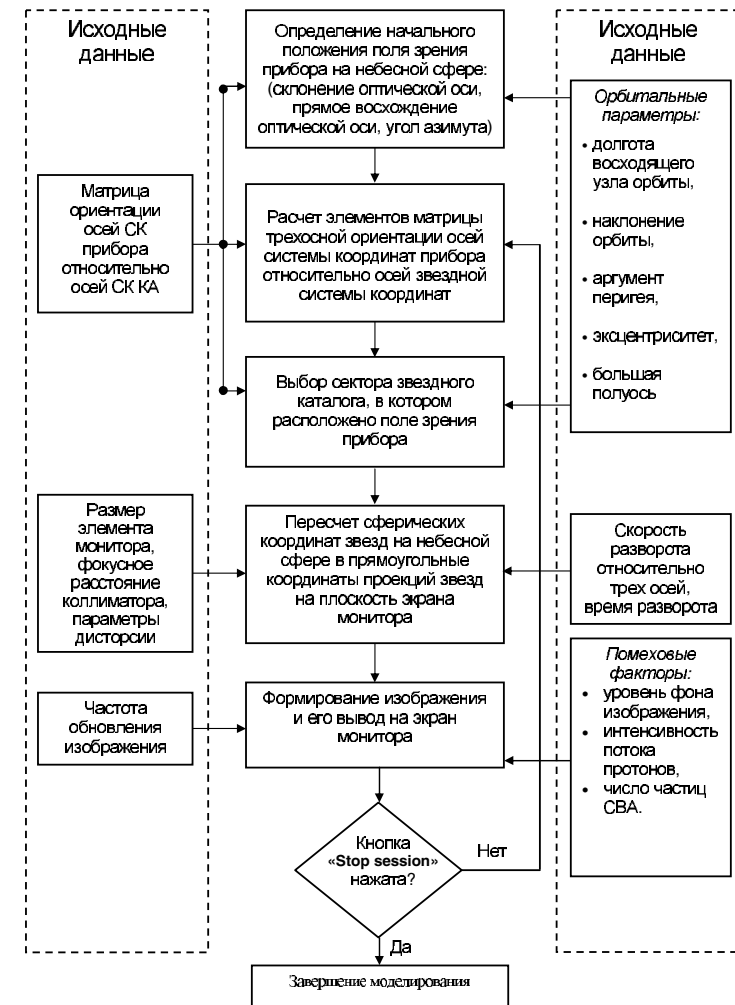 Исходные
данные
Матрица
ориентации
осей СК
прибора
относительно
осей СК КА
Размер
элемента
монитора,
фокусное
расстояние
коллиматора,
параметры
дисторсии
Частота
обновления
изображения
Определение начального
положения поля зрения
прибора на небесной сфере:
(склонение оптической оси,
прямое восхождение
оптической оси, угол азимута)
Расчет элементов матрицы
трехосной ориентации осей
системы координат прибора
относительно осей звездной
системы координат
Выбор сектора звездного
каталога, в котором
расположено поле зрения
прибора
Пересчет сферических
координат звезд на небесной
сфере в прямоугольные
координаты проекций звезд
на плоскость экрана
монитора
Формирование изображения
и его вывод на экран
монитора
Кнопка
«Stop session»
нажата?
Нет
Да
Завершение моделирования
Исходные
данные
Орбитальные
параметры:
• долгота
восходящего
узла орбиты,
• наклонение
орбиты,
• аргумент
перигея,
• эксцентриситет,
• большая
полуось
Скорость
разворота
относительно
трех осей,
время разворота
Помеховые
факторы:
• уровень фона
изображения,
• интенсивность
потока
протонов,
• число частиц
СВА.